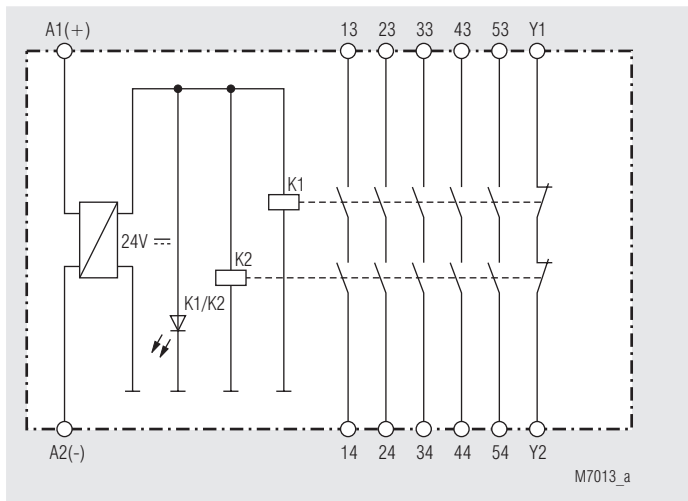 A1(+) 13 23 33 43 53 Y1
K1
24V
K2
K1/K2
A2(-) 14 24 34 44 54 Y2
M7013_a